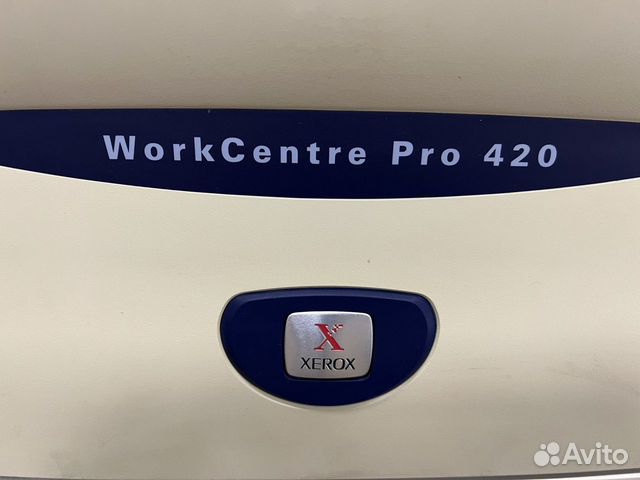 WorkCentre Pro 420
X
XEROX
Avito